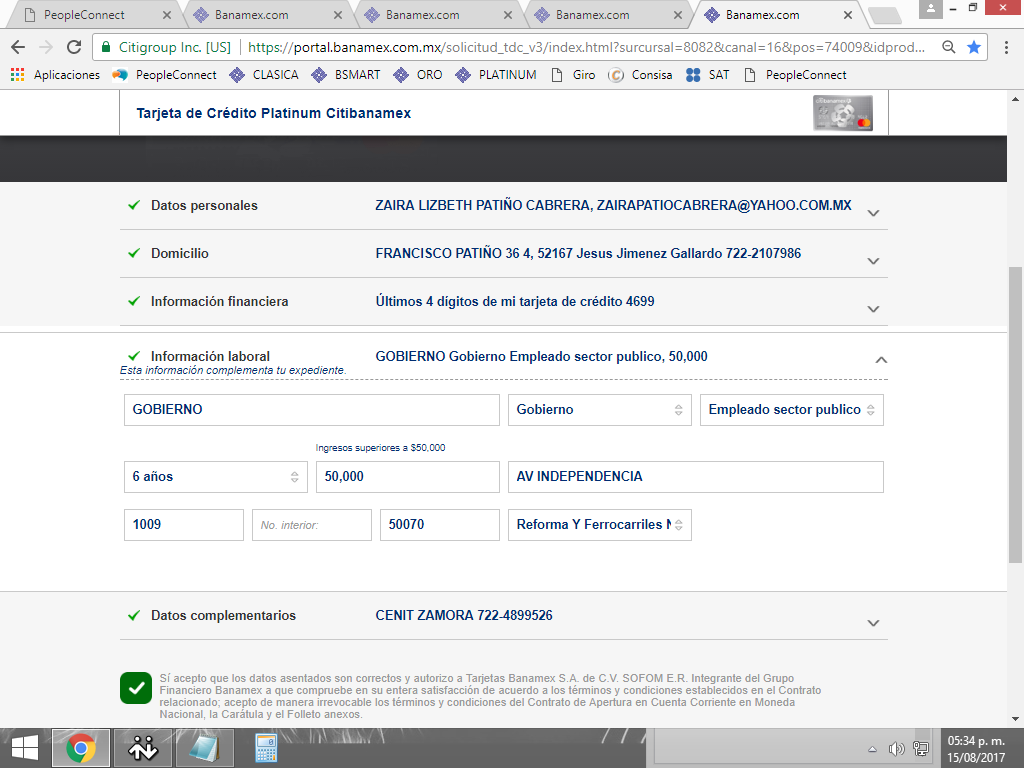 PeopleConnect
Banamex.com
Banamex.com
Banamex.com
Banamex.com
Citigroup Inc. [US] https://portal.banamex.com.mx/solicitud_tdc_v3/index.html?surcursal=8082&canal=16&pos=74009&idprod...
Aplicaciones PeopleConnect CLASICA BSMART ORO PLATINUM Giro Consisa SAT PeopleConnect
Tarjeta de Crédito Platinum Citibanamex
citibanamex
Datos personales ZAIRA LIZBETH PATIÑO CABRERA, ZAIRAPATIOCABRERA@YAHOO.COM.MX
Domicilio FRANCISCO PATIÑO 36 4, 52167 Jesus Jimenez Gallardo 722-2107986
Información financiera Últimos 4 dígitos de mi tarjeta de crédito 4699
Información laboral GOBIERNO Gobierno Empleado sector publico, 50,000
Esta información complementa tu expediente.
GOBIERNO Gobierno Empleado sector publico
Ingresos superiores a $50,000
6 años 50,000 AV INDEPENDENCIA
1009 No. interior: 50070 Reforma Y Ferrocarriles N
Datos complementarios CENIT ZAMORA 722-4899526
Sí acepto que los datos asentados son correctos y autorizo a Tarjetas Banamex S.A. de C.V. SOFOM E.R. Integrante del Grupo
Financiero Banamex a que compruebe en su entera satisfacción de acuerdo a los términos y condiciones establecidos en el Contrato
relacionado; acepto de manera irrevocable los términos y condiciones del Contrato de Apertura en Cuenta Corriente en Moneda
Nacional, la Carátula y el Folleto anexos.
05:34 p. m.
15/08/2017